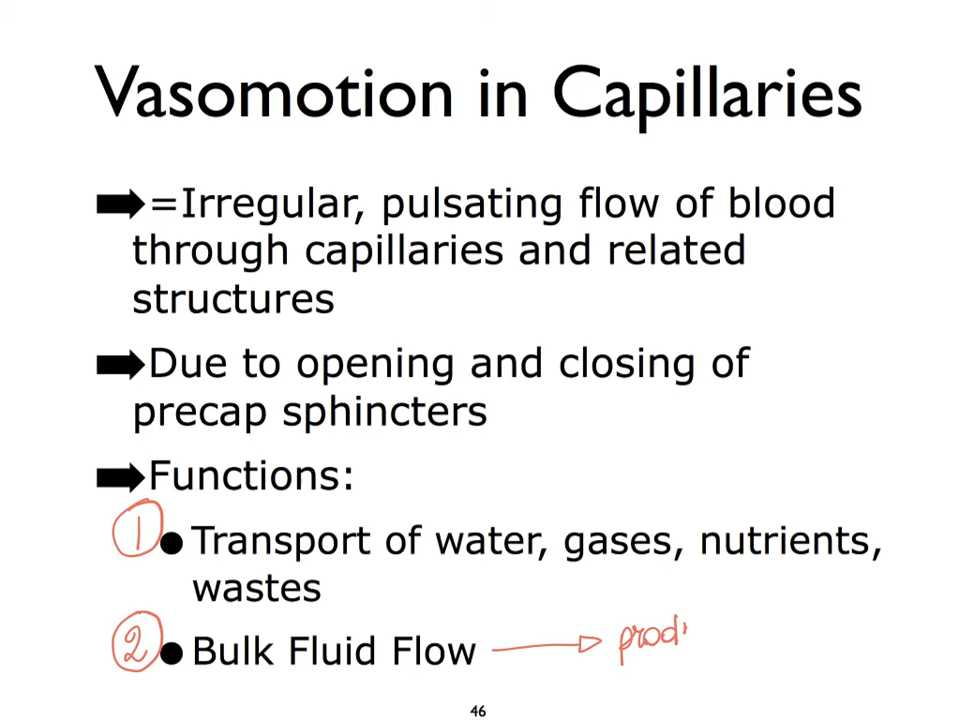 Vasomotion in Capillaries
=Irregular, pulsating flow of blood
through capillaries and related
structures
Due to opening and closing of
precap sphincters
Functions:
1 • Transport of water, gases, nutrients,
wastes
2 • Bulk Fluid Flow → prod
46